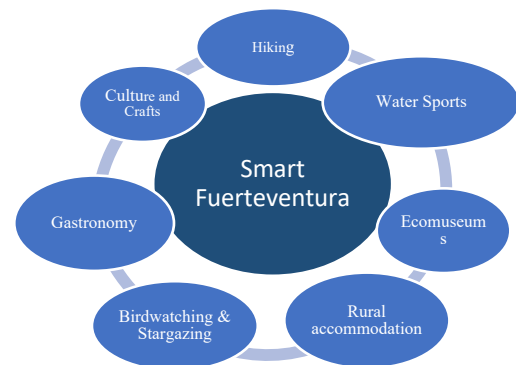 Hiking
Water Sports
Ecomuseum
s
Rural
accommodation
Birdwatching &
Stargazing
Gastronomy
Culture and
Crafts
Smart
Fuerteventura